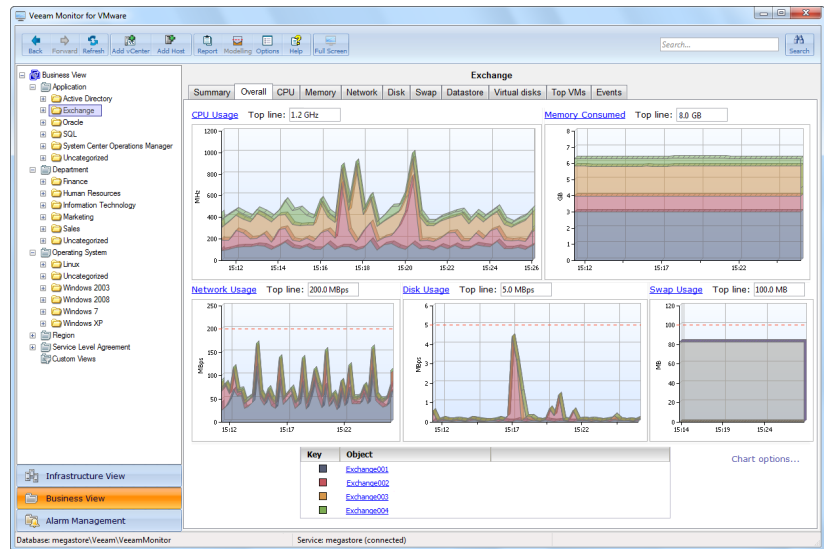 Veeam Monitor for VMware
Back Forward Refresh Add vCenter Add Host Report Modelling Options Help Full Screen Search... Search
Business View
Application
Active Directory
Exchange
Oracle
SQL
System Center Operations Manager
Uncategorized
Department
Finance
Human Resources
Information Technology
Marketing
Sales
Uncategorized
Operating System
Linux
Uncategorized
Windows 2003
Windows 2008
Windows 7
Windows XP
Region
Service Level Agreement
Custom Views
Infrastructure View
Business View
Alarm Management
Exchange
Summary Overall CPU Memory Network Disk Swap Datastore Virtual disks Top VMs Events
CPU Usage Top line: 1.2 GHz
1200
1000
800
600
400
200
0
MHz
15:12 15:14 15:16 15:18 15:20 15:22 15:24 15:26
Memory Consumed Top line: 8.0 GB
8
7
6
5
4
3
2
1
0
GB
15:12 15:17 15:22
Network Usage Top line: 200.0 MBps
250
200
150
100
50
0
MBps
15:12 15:17 15:22
Disk Usage Top line: 5.0 MBps
6
5
4
3
2
1
0
MBps
15:12 15:17 15:22
Swap Usage Top line: 100.0 MB
120
100
80
60
40
20
0
MB
15:14 15:19 15:24
Key Object
Exchange001
Exchange002
Exchange003
Exchange004
Chart options...
Database: megastore\Veeam\VeeamMonitor Service: megastore (connected)